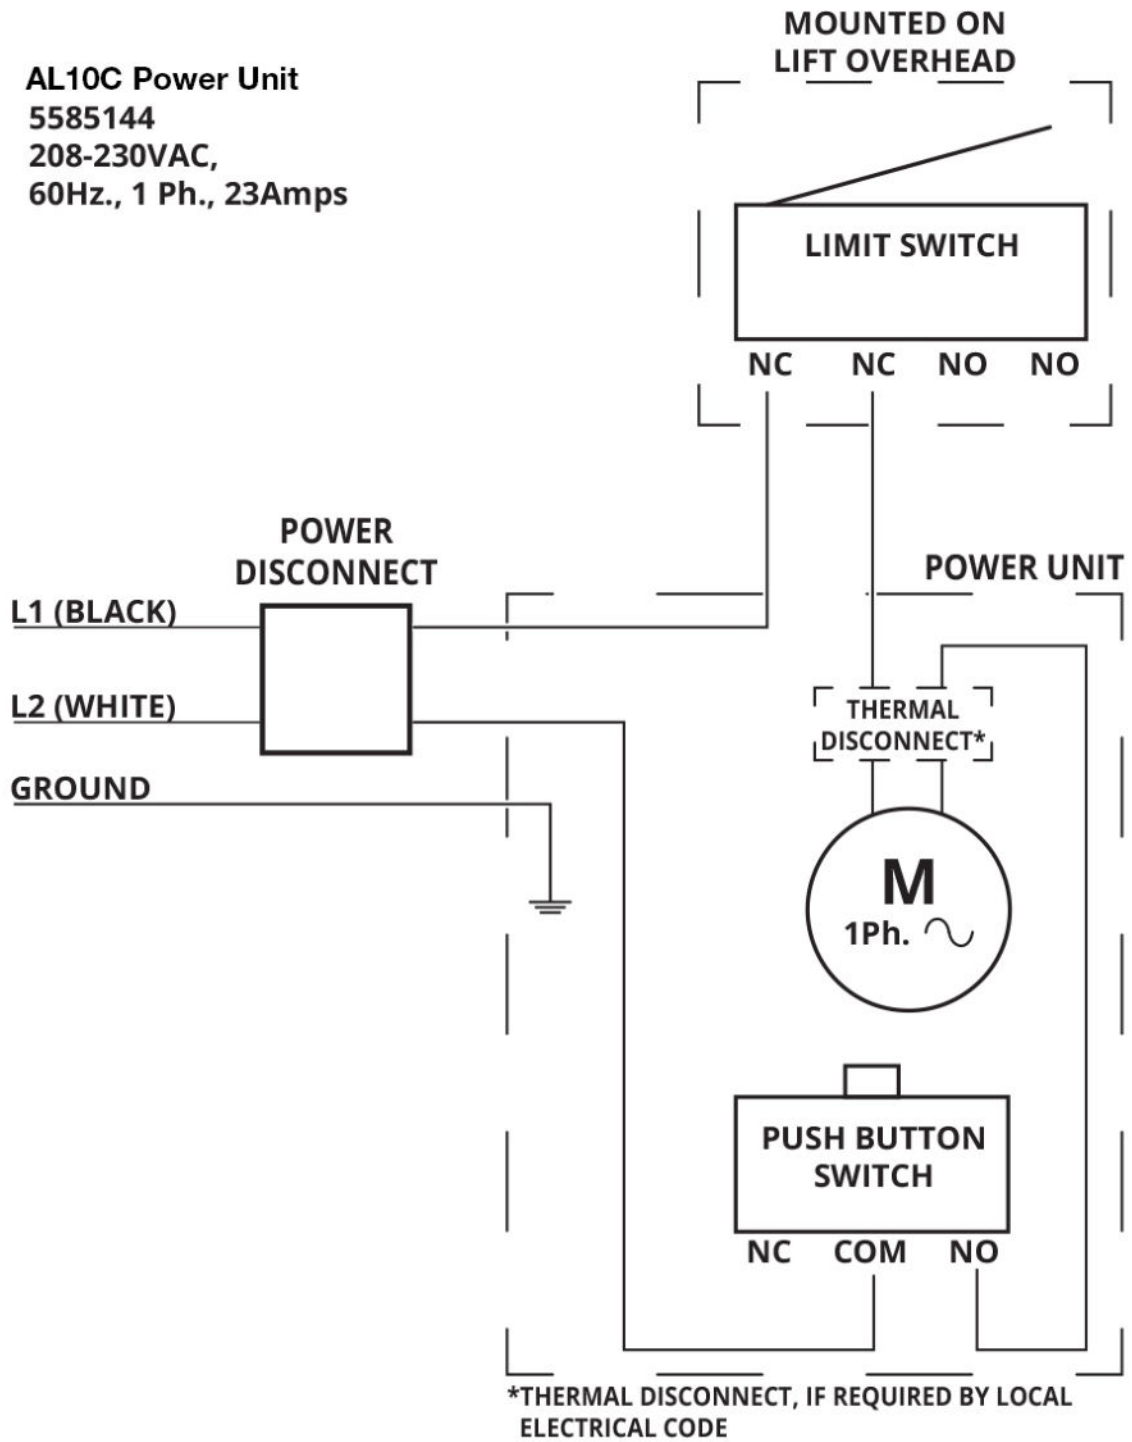 AL10C Power Unit
5585144
208-230VAC,
60Hz., 1 Ph., 23Amps
MOUNTED ON
LIFT OVERHEAD
LIMIT SWITCH
NC NC NO NO
POWER
DISCONNECT
POWER UNIT
L1 (BLACK)
L2 (WHITE)
GROUND
THERMAL
DISCONNECT*
M
1Ph.
PUSH BUTTON
SWITCH
NC COM NO
*THERMAL DISCONNECT, IF REQUIRED BY LOCAL
ELECTRICAL CODE